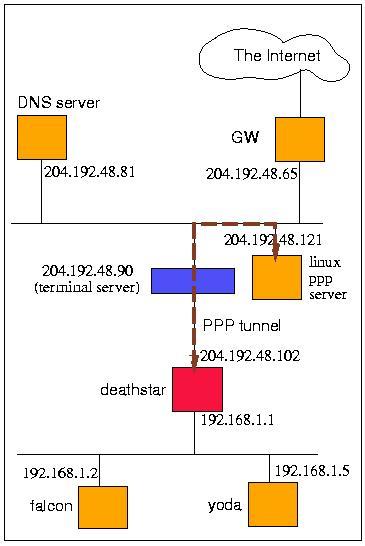 The Internet
DNS server
GW
204.192.48.81
204.192.48.65
204.192.48.121
204.192.48.90
(terminal server)
linux
ppp
server
PPP tunnel
204.192.48.102
deathstar
192.168.1.1
192.168.1.2
192.168.1.5
falcon
yoda